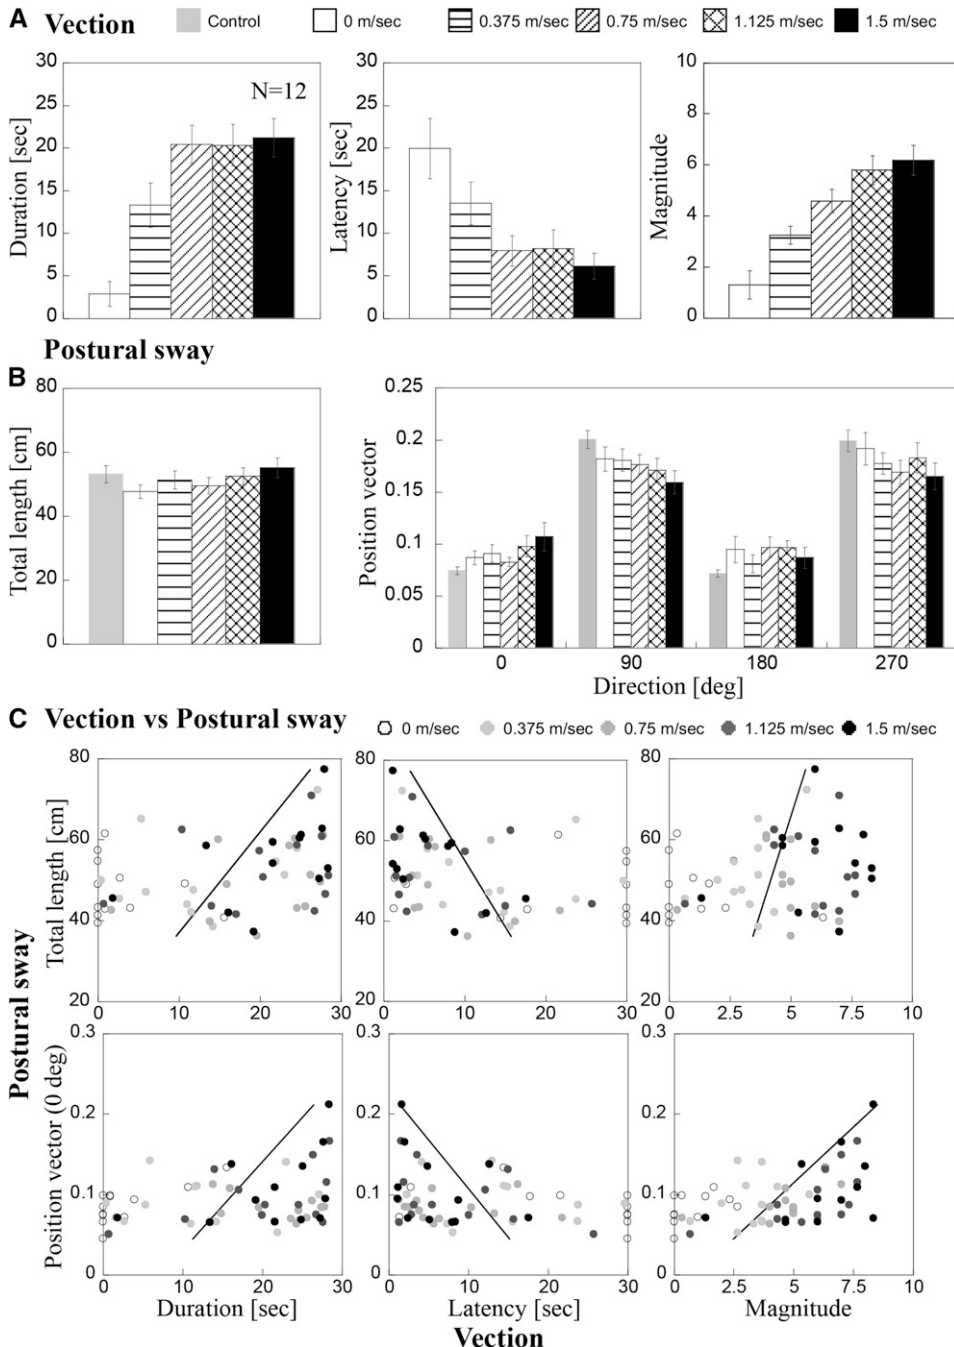 A Vection Control 0 m/sec 0.375 m/sec 0.75 m/sec 1.125 m/sec 1.5 m/sec
30 30 10
N=12
25 25 8
20 20 6
15 15 4
10 10 2
5 5
0 0 0
Duration [sec]
Latency [sec]
Magnitude
Postural sway
B
80 0.25
60 0.2
40 0.15
20 0.1
0 0.05
0
Total length [cm]
Position vector
0 90 180 270
Direction [deg]
C Vection vs Postural sway 0 m/sec 0.375 m/sec 0.75 m/sec 1.125 m/sec 1.5 m/sec
80 80 80
60 60 60
40 40 40
20 20 20
0 10 20 30 0 10 20 30 0 2.5 5 7.5 10
Total length [cm]
Postural sway
0.3 0.3 0.3
0.2 0.2 0.2
0.1 0.1 0.1
0 0 0
Position vector (0 deg)
0 10 20 30 0 10 20 30 0 2.5 5 7.5 10
Duration [sec] Latency [sec] Magnitude
Vection